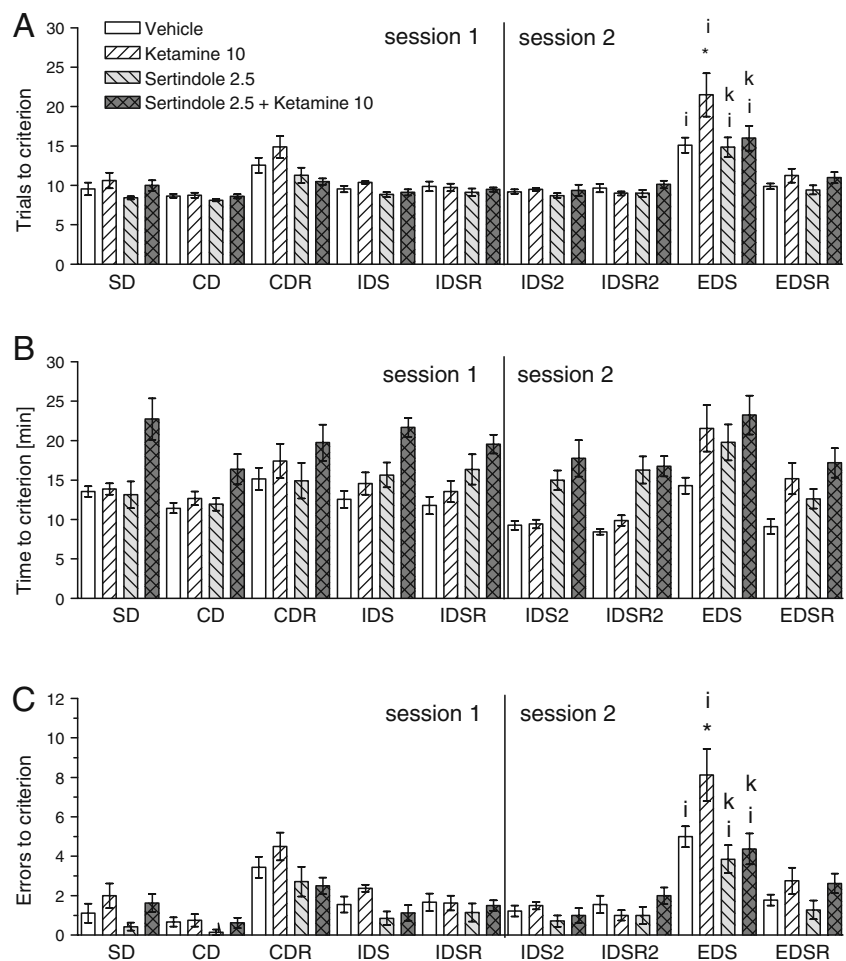 A
Trials to criterion
30
25
20
15
10
5
0
Vehicle
Ketamine 10
Sertindole 2.5
Sertindole 2.5 + Ketamine 10
session 1
session 2
i
*
i
k
i
k
i
SD CD CDR IDS IDSR IDS2 IDSR2 EDS EDSR
B
Time to criterion [min]
30
25
20
15
10
5
0
session 1
session 2
SD CD CDR IDS IDSR IDS2 IDSR2 EDS EDSR
C
Errors to criterion
12
10
8
6
4
2
0
session 1
session 2
i
*
i
k
i
k
i
SD CD CDR IDS IDSR IDS2 IDSR2 EDS EDSR